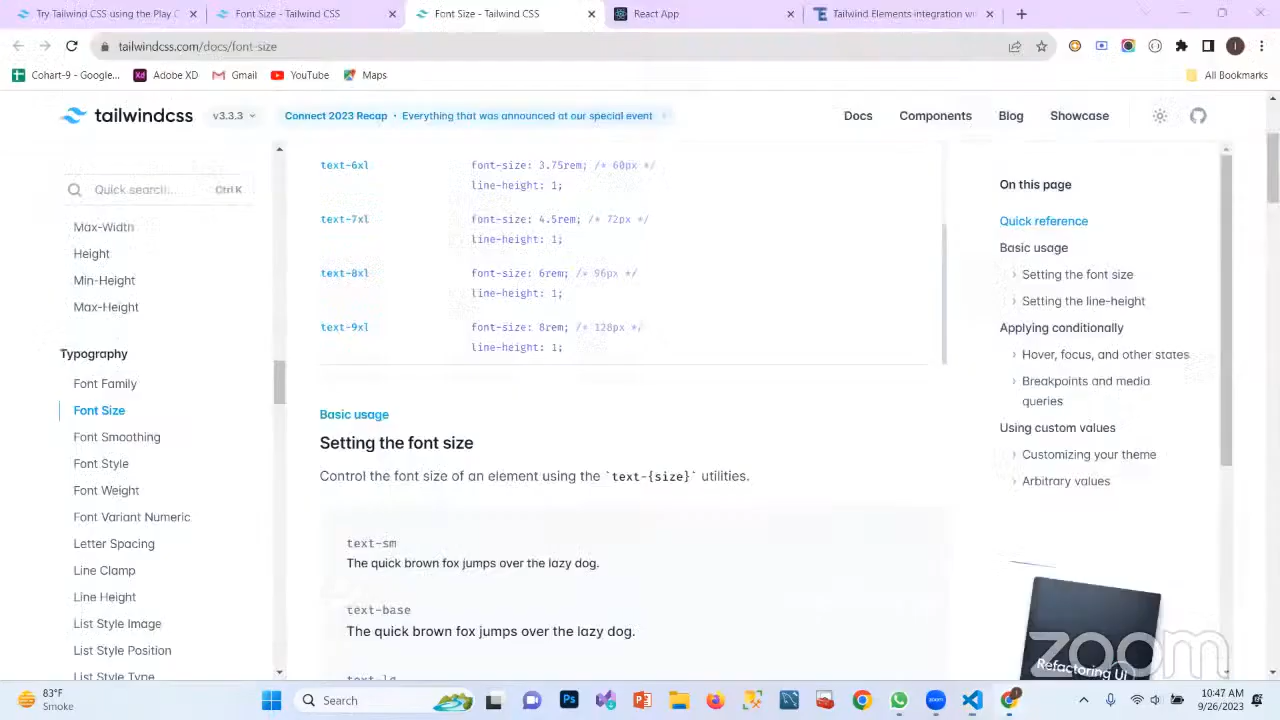 Try Tailwind CSS using the Play C
Font Size - Tailwind CSS
Font Size - Tailwind CSS
React App
Tailwind Elements integration w
tailwindcss.com/docs/font-size
Cohart-9 - Google...
Xd Adobe XD
Gmail
YouTube
Maps
All Bookmarks
tailwindcss
v3.3.3
Connect 2023 Recap · Everything that was announced at our special event
Docs
Components
Blog
Showcase
Quick search...
Ctrl K
Max-Width
Height
Min-Height
Max-Height
Typography
Font Family
Font Size
Font Smoothing
Font Style
Font Weight
Font Variant Numeric
Letter Spacing
Line Clamp
Line Height
List Style Image
List Style Position
List Style Type
text-6xl font-size: 3.75rem; /* 60px */
line-height: 1;
text-7xl font-size: 4.5rem; /* 72px */
line-height: 1;
text-8xl font-size: 6rem; /* 96px */
line-height: 1;
text-9xl font-size: 8rem; /* 128px */
line-height: 1;
Basic usage
Setting the font size
Control the font size of an element using the `text-{size}` utilities.
text-sm
The quick brown fox jumps over the lazy dog.
text-base
The quick brown fox jumps over the lazy dog.
text-lg
On this page
Quick reference
Basic usage
Setting the font size
Setting the line-height
Applying conditionally
Hover, focus, and other states
Breakpoints and media
queries
Using custom values
Customizing your theme
Arbitrary values
Refactoring UI
zoom
83°F
Smoke
Search
Ps
zoom
10:47 AM
9/26/2023